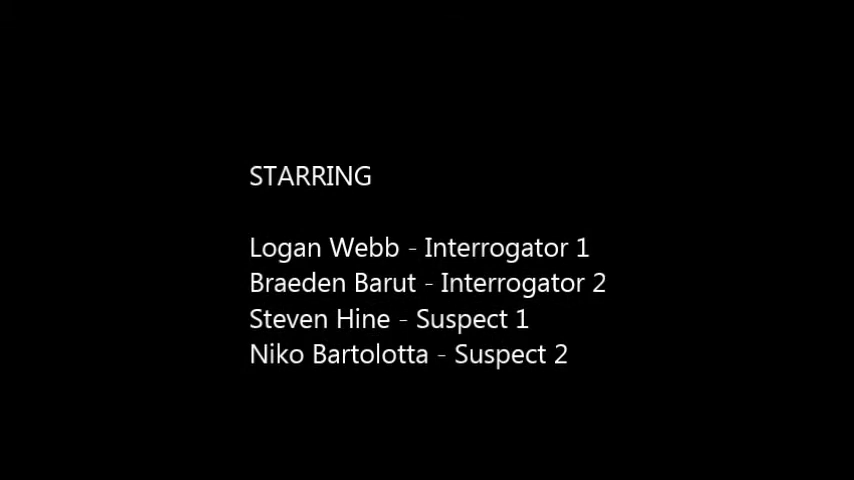 STARRING
Logan Webb - Interrogator 1
Braeden Barut - Interrogator 2
Steven Hine - Suspect 1
Niko Bartolotta - Suspect 2